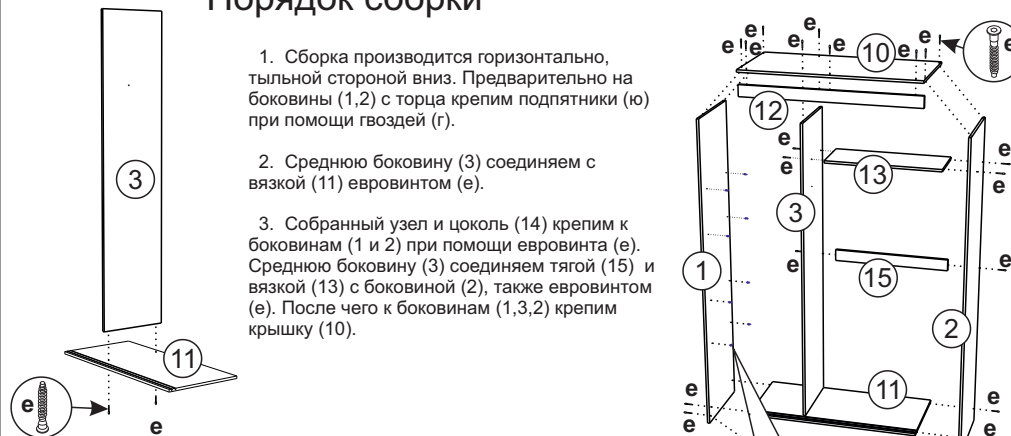 Порядок сборки
1. Сборка производится горизонтально,
тыльной стороной вниз. Предварительно на
боковины (1,2) с торца крепим подпятники (ю)
при помощи гвоздей (г).
2. Среднюю боковину (3) соединяем с
вязкой (11) евровинтом (е).
3. Собранный узел и цоколь (14) крепим к
боковинам (1 и 2) при помощи евровинта (е).
Среднюю боковину (3) соединяем тягой (15) и
вязкой (13) с боковиной (2), также евровинтом
(е). После чего к боковинам (1,3,2) крепим
крышку (10).
3
11
е
е
е е е е е е
е е е е
10
12
е
е
13
е
е
3
1
е
15
е
2
11
е
е
е
е